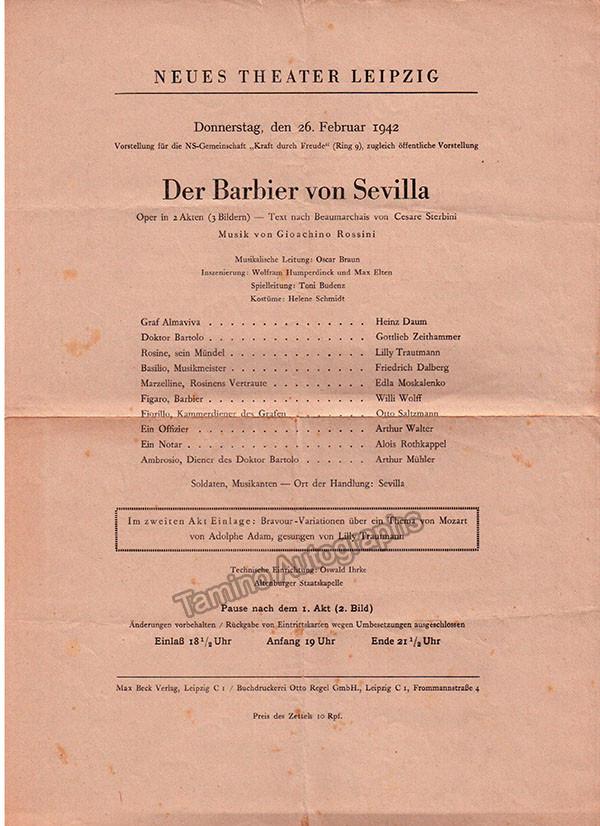 NEUES THEATER LEIPZIG
Donnerstag, den 26. Februar 1942
Vorstellung für die NS-Gemeinschaft „Kraft durch Freude" (Ring 9), zugleich öffentliche Vorstellung
Der Barbier von Sevilla
Oper in 2 Akten (3 Bildern) — Text nach Beaumarchais von Cesare Sterbini
Musik von Gioachino Rossini
Musikalische Leitung: Oscar Braun
Inszenierung: Wolfram Humperdinck und Max Elten
Spielleitung: Toni Budenz
Kostüme: Helene Schmidt
Graf Almaviva . . . . . . . . . . . . . . Heinz Daum
Doktor Bartolo . . . . . . . . . . . . . . Gottlieb Zeithammer
Rosine, sein Mündel . . . . . . . . . . . . Lilly Trautmann
Basilio, Musikmeister . . . . . . . . . . . . Friedrich Dalberg
Marzelline, Rosinens Vertraute . . . . . . . . . Edla Moskalenko
Figaro, Barbier . . . . . . . . . . . . . . Willi Wolff
Fiorillo, Kammerdiener des Grafen . . . . . . . . Otto Saltzmann
Ein Offizier . . . . . . . . . . . . . . . Arthur Walter
Ein Notar . . . . . . . . . . . . . . . Alois Rothkappel
Ambrosio, Diener des Doktor Bartolo . . . . . . Arthur Mühler
Soldaten, Musikanten — Ort der Handlung: Sevilla
Im zweiten Akt Einlage: Bravour-Variationen über ein Thema von Mozart
von Adolphe Adam, gesungen von Lilly Trautmann
Technische Einrichtung: Oswald Ihrke
Altenburger Staatskapelle
Tamino Autographs
Pause nach dem 1. Akt (2. Bild)
Änderungen vorbehalten / Rückgabe von Eintrittskarten wegen Umbesetzungen ausgeschlossen
Einlaß 18 1/2 Uhr Anfang 19 Uhr Ende 21 1/2 Uhr
Max Beck Verlag, Leipzig C 1 / Buchdruckerei Otto Regel GmbH., Leipzig C 1, Frommannstraße 4
Preis des Zettels 10 Rpf.